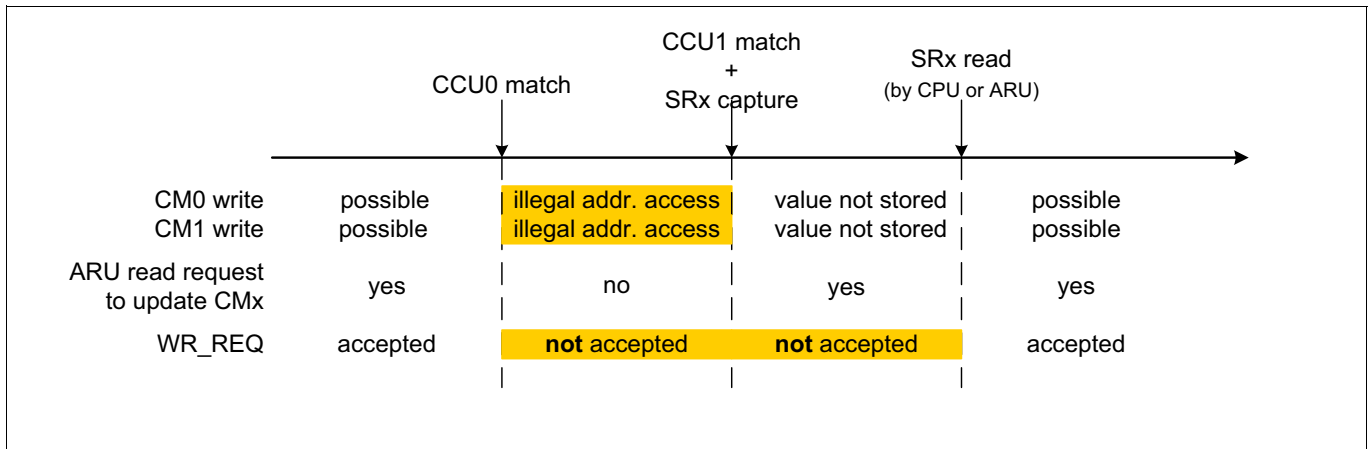 CCU0 match
CCU1 match
+
SRx capture
SRx read
(by CPU or ARU)
CM0 write possible illegal addr. access value not stored possible
CM1 write possible illegal addr. access value not stored possible
ARU read request
to update CMx yes no yes yes
WR_REQ accepted not accepted not accepted accepted